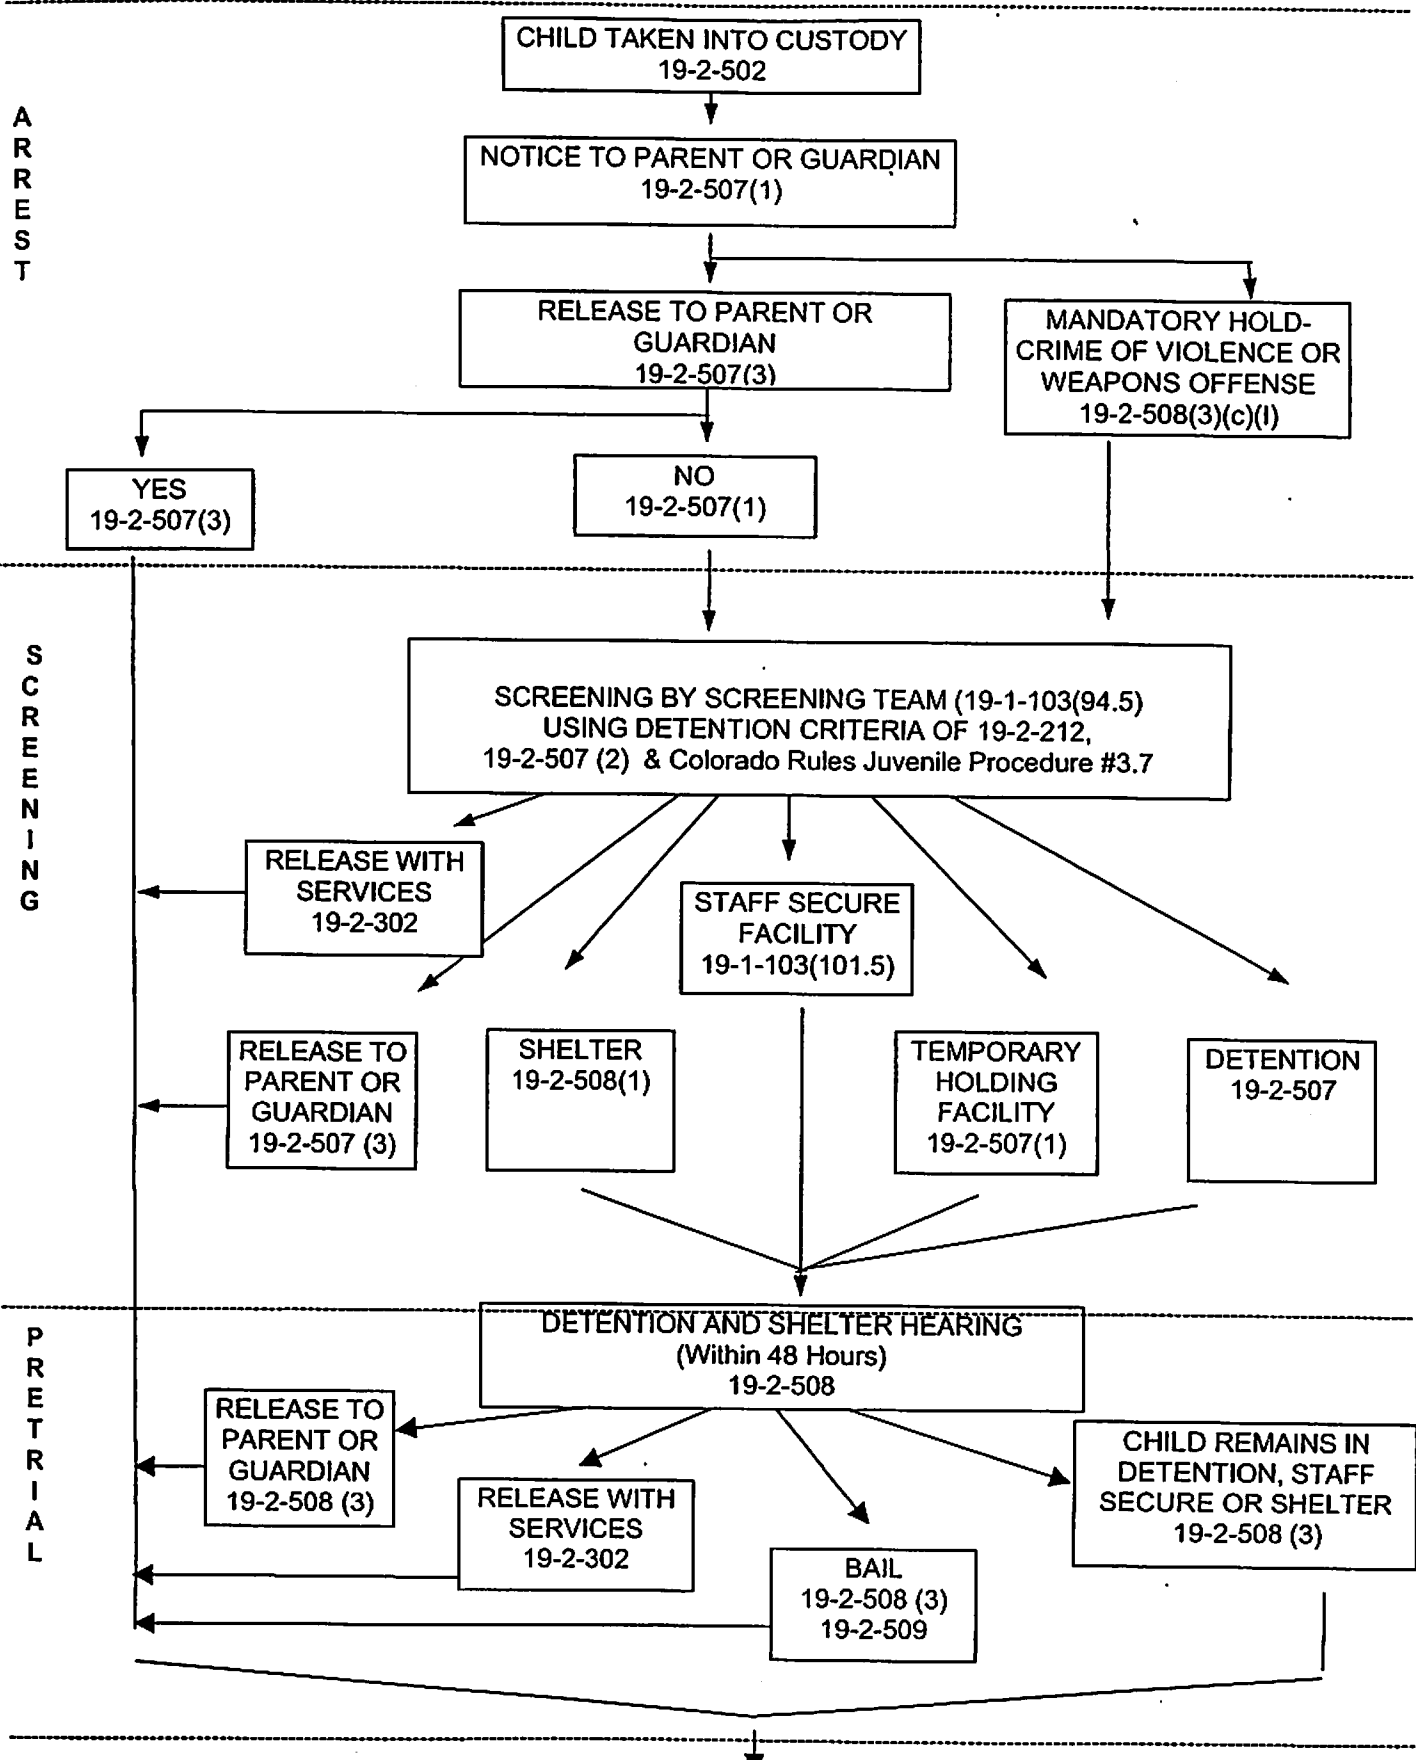 ARREST
CHILD TAKEN INTO CUSTODY
19-2-502
NOTICE TO PARENT OR GUARDIAN
19-2-507(1)
RELEASE TO PARENT OR
GUARDIAN
19-2-507(3)
MANDATORY HOLD-
CRIME OF VIOLENCE OR
WEAPONS OFFENSE
19-2-508(3)(c)(I)
YES
19-2-507(3)
NO
19-2-507(1)
SCREENING
SCREENING BY SCREENING TEAM (19-1-103(94.5)
USING DETENTION CRITERIA OF 19-2-212,
19-2-507 (2) & Colorado Rules Juvenile Procedure #3.7
RELEASE WITH
SERVICES
19-2-302
STAFF SECURE
FACILITY
19-1-103(101.5)
RELEASE TO
PARENT OR
GUARDIAN
19-2-507 (3)
SHELTER
19-2-508(1)
TEMPORARY
HOLDING
FACILITY
19-2-507(1)
DETENTION
19-2-507
PRETRIAL
DETENTION AND SHELTER HEARING
(Within 48 Hours)
19-2-508
RELEASE TO
PARENT OR
GUARDIAN
19-2-508 (3)
RELEASE WITH
SERVICES
19-2-302
BAIL
19-2-508 (3)
19-2-509
CHILD REMAINS IN
DETENTION, STAFF
SECURE OR SHELTER
19-2-508 (3)